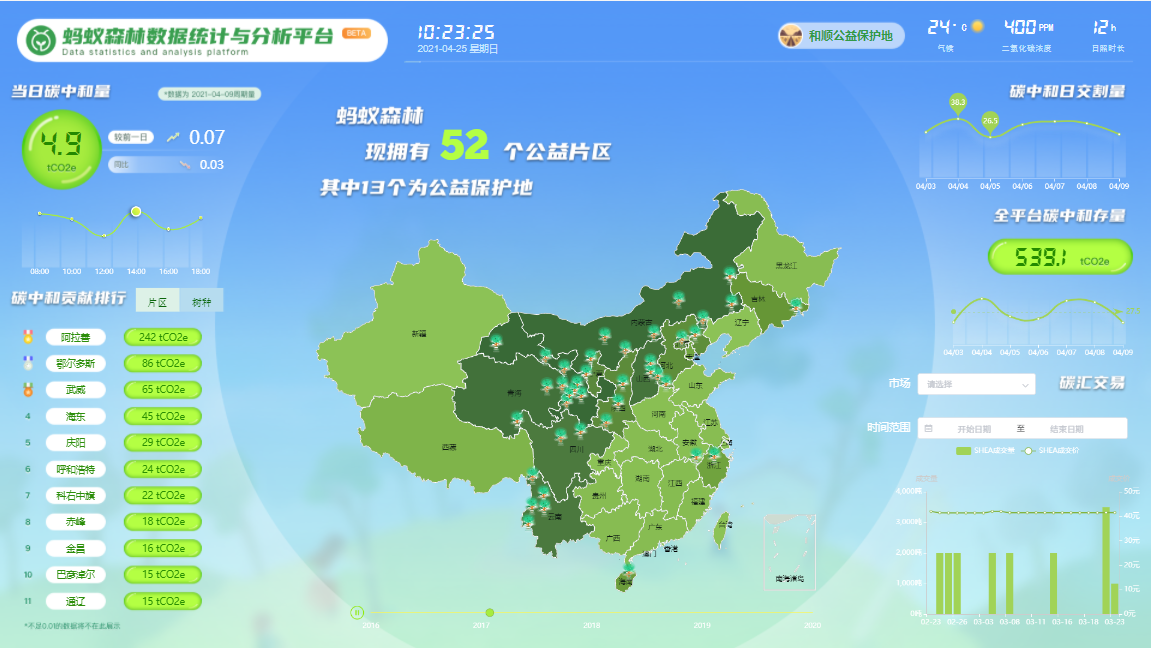 蚂蚁森林数据统计与分析平台 BETA
Data statistics and analysis platform
10:23:25
2021-04-25 星期日
和顺公益保护地
24° C
气候
400 PPM
二氧化碳浓度
12 h
日照时长
当日碳中和量
*数据为 2021-04-09周期量
4.9
tCO2e
较前一日 0.07
同比 0.03
08:00 10:00 12:00 14:00 16:00 18:00
碳中和贡献排行 片区 树种
阿拉善 242 tCO2e
鄂尔多斯 86 tCO2e
武威 65 tCO2e
4 海东 45 tCO2e
5 庆阳 29 tCO2e
6 呼和浩特 24 tCO2e
7 科右中旗 22 tCO2e
8 赤峰 18 tCO2e
9 金昌 16 tCO2e
10 巴彦淖尔 15 tCO2e
11 通辽 15 tCO2e
*不足0.01的数据将不在此展示
蚂蚁森林
现拥有 52 个公益片区
其中13个为公益保护地
黑龙江
吉林
辽宁
内蒙古
新疆
河北
山西
山东
青海
河南
江苏
西藏
四川
湖北
安徽
重庆
浙江
湖南
江西
贵州
福建
云南
台湾
广西
广东
香港
澳门
海南
南海诸岛
2016 2017 2018 2019 2020
碳中和日交割量
38.3
26.5
04/03 04/04 04/05 04/06 04/07 04/08 04/09
全平台碳中和存量
539.1 tCO2e
04/03 04/04 04/05 04/06 04/07 04/08 04/09
市场 请选择 碳汇交易
时间范围 开始日期 至 结束日期
SHEA成交量 SHEA成交价
成交量
4,000吨 50元
3,000吨 40元
30元
2,000吨 20元
1,000吨 10元
0吨 0元
02-23 02-26 03-03 03-08 03-11 03-16 03-18 03-23